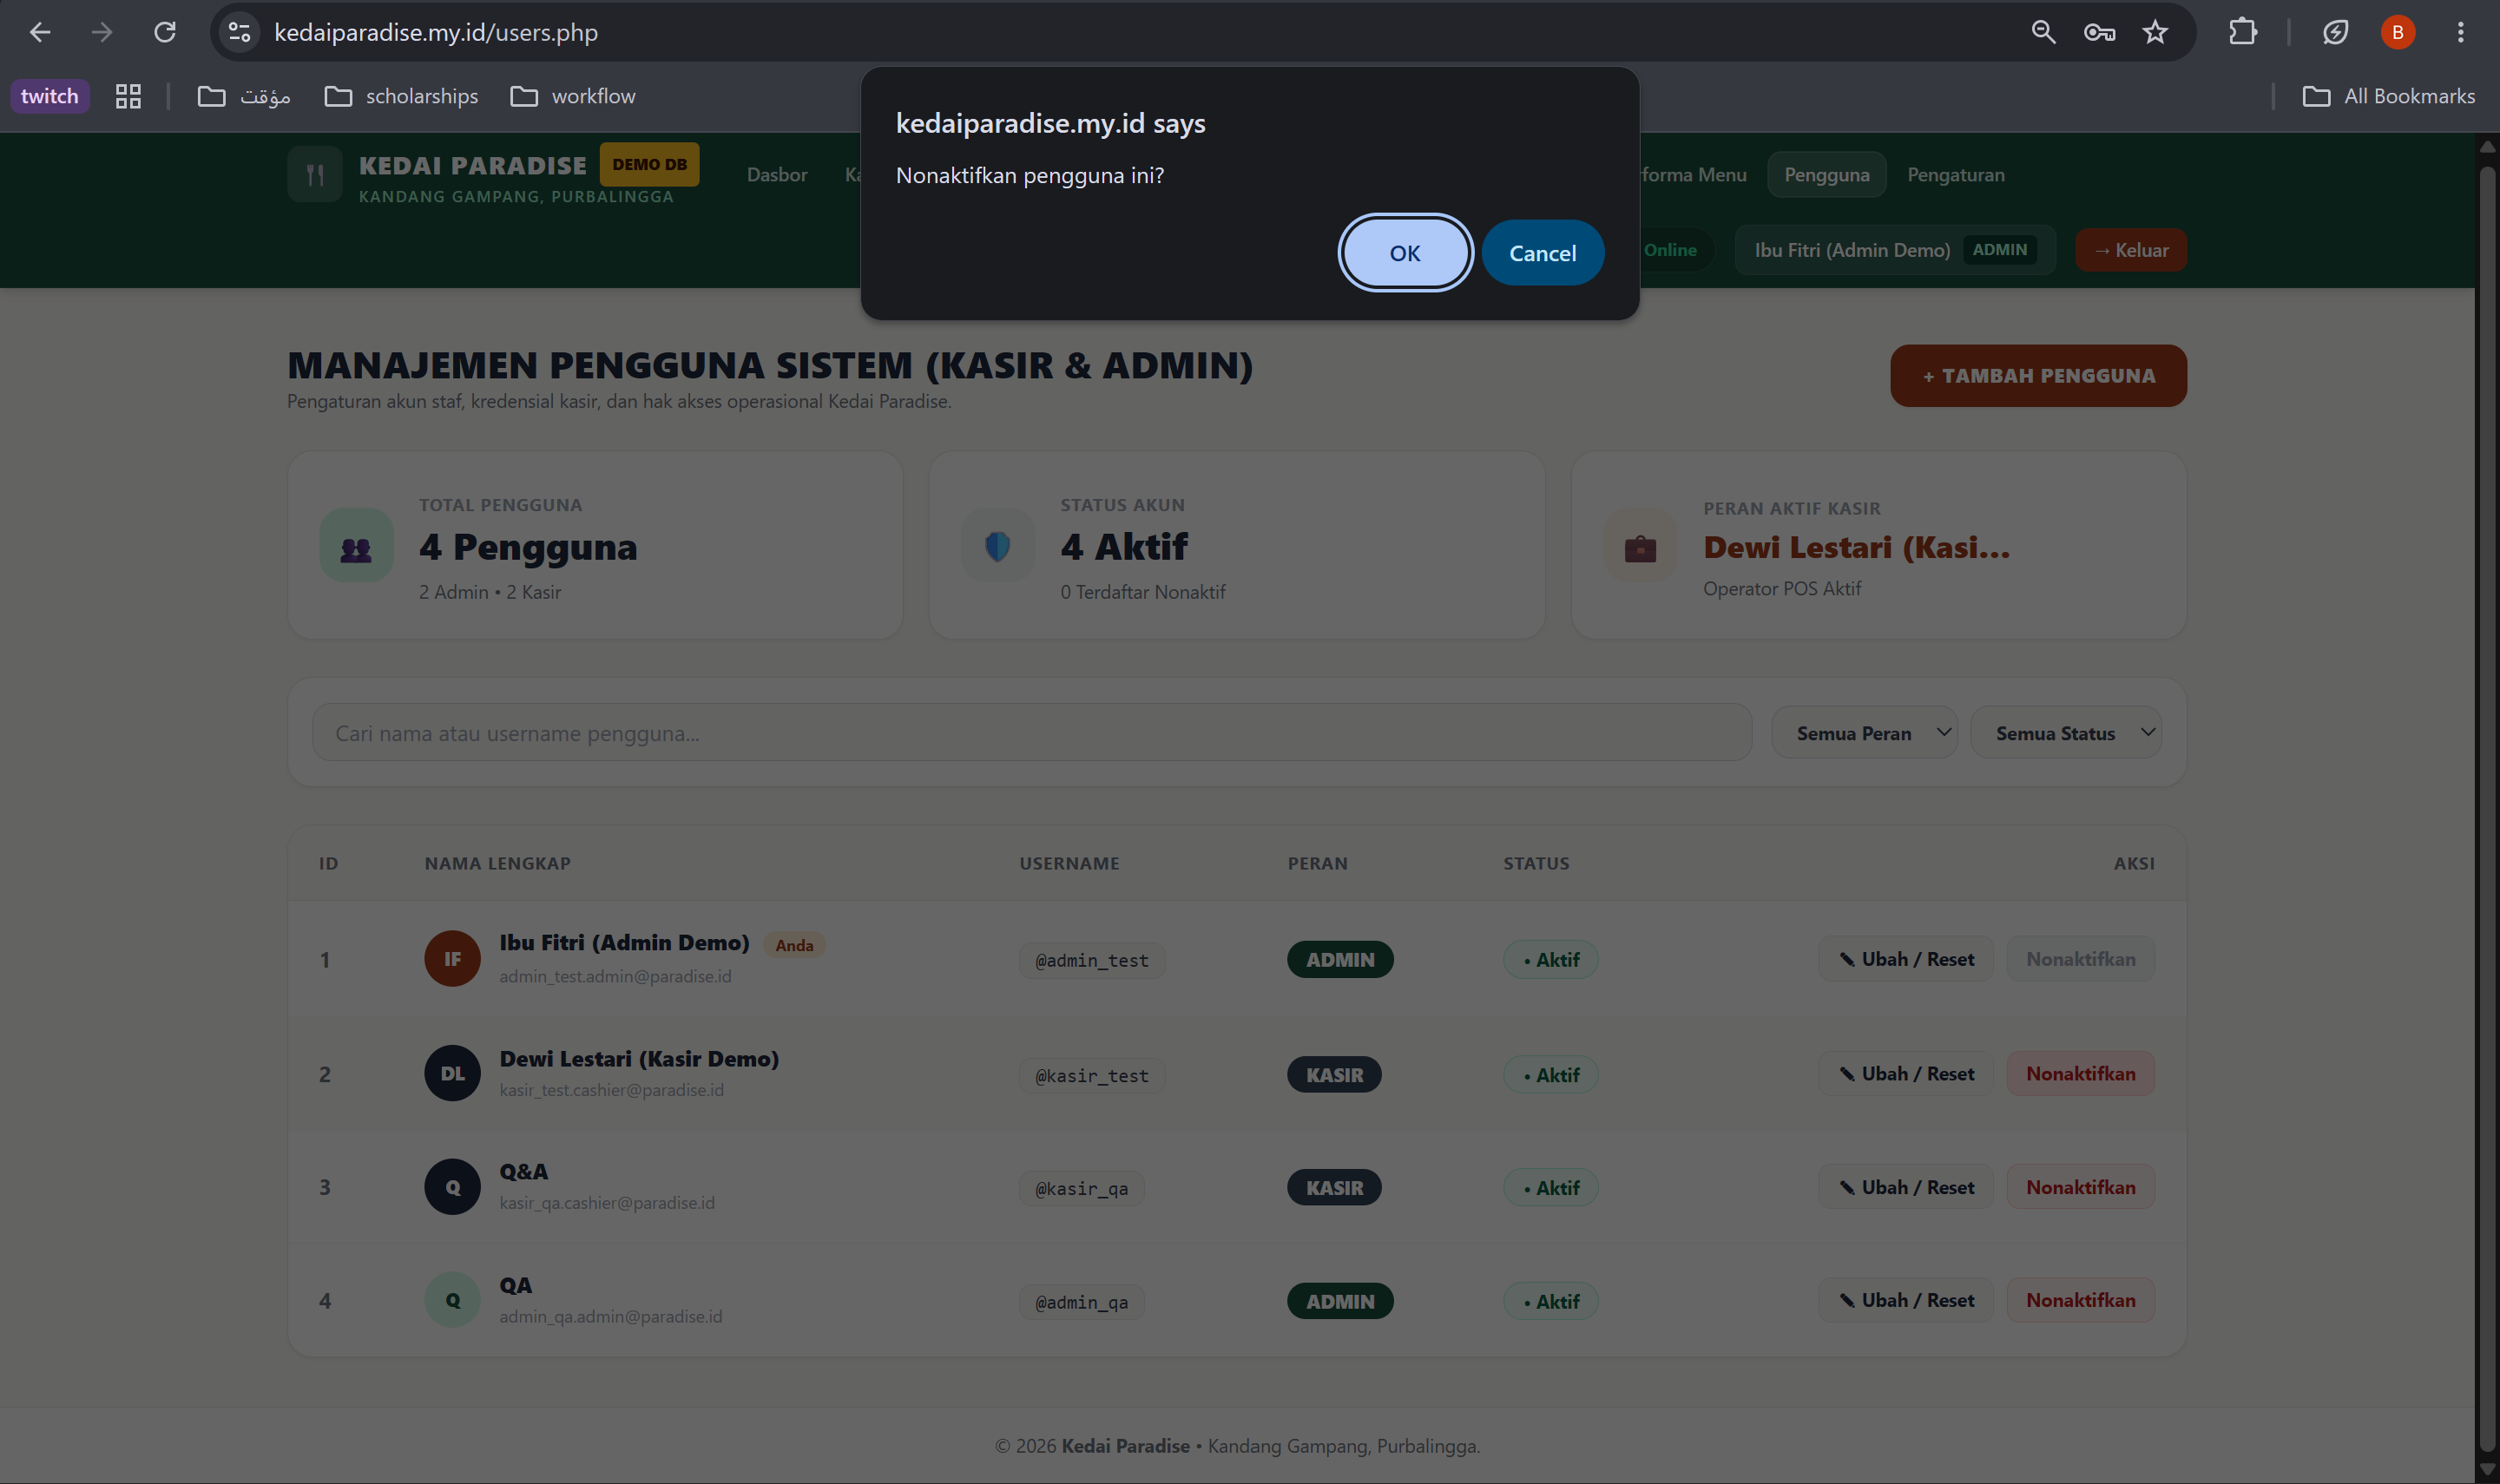 kedaiparadise.my.id/users.php
B
twitch
مؤقت
scholarships
workflow
All Bookmarks
kedaiparadise.my.id says
Nonaktifkan pengguna ini?
OK
Cancel
KEDAI PARADISE
DEMO DB
KANDANG GAMPANG, PURBALINGGA
Dasbor
Ka
forma Menu
Pengguna
Pengaturan
Online
Ibu Fitri (Admin Demo) ADMIN
→ Keluar
MANAJEMEN PENGGUNA SISTEM (KASIR & ADMIN)
Pengaturan akun staf, kredensial kasir, dan hak akses operasional Kedai Paradise.
+ TAMBAH PENGGUNA
TOTAL PENGGUNA
4 Pengguna
2 Admin • 2 Kasir
STATUS AKUN
4 Aktif
0 Terdaftar Nonaktif
PERAN AKTIF KASIR
Dewi Lestari (Kasi...
Operator POS Aktif
Cari nama atau username pengguna...
Semua Peran
Semua Status
ID NAMA LENGKAP USERNAME PERAN STATUS AKSI
1 IF Ibu Fitri (Admin Demo) Anda @admin_test ADMIN • Aktif Ubah / Reset Nonaktifkan
admin_test.admin@paradise.id
2 DL Dewi Lestari (Kasir Demo) @kasir_test KASIR • Aktif Ubah / Reset Nonaktifkan
kasir_test.cashier@paradise.id
3 Q Q&A @kasir_qa KASIR • Aktif Ubah / Reset Nonaktifkan
kasir_qa.cashier@paradise.id
4 Q QA @admin_qa ADMIN • Aktif Ubah / Reset Nonaktifkan
admin_qa.admin@paradise.id
© 2026 Kedai Paradise • Kandang Gampang, Purbalingga.